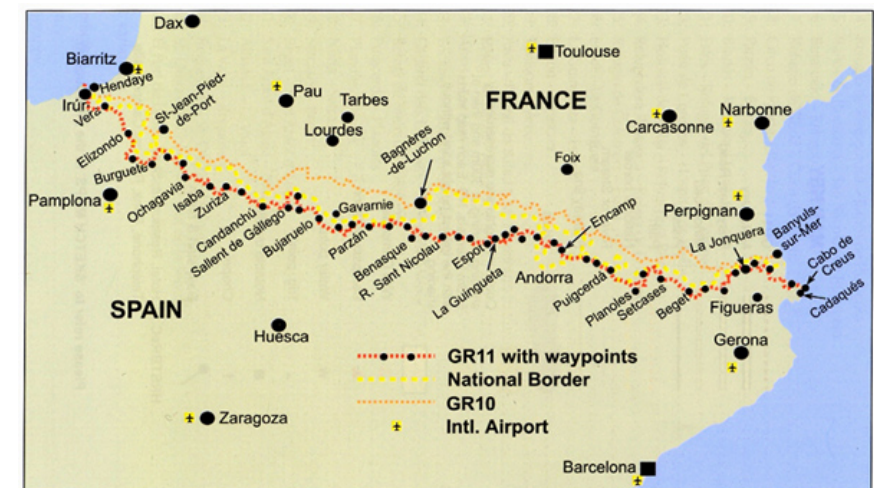 Dax
Biarritz
Hendaye
Irún
Vera
St-Jean-Pied-
de-Port
Pau
Tarbes
Lourdes
Toulouse
FRANCE
Carcasonne
Narbonne
Elizondo
Burguete
Pamplona
Ochagavia
Isaba
Zuriza
Candanchú
Sallent de Gállego
Bujaruelo
Gavarnie
Parzán
Bagnères
-de-Luchon
Benasque
R. Sant Nicolau
Espot
La Guingueta
Foix
Encamp
Andorra
Puigcerdá
Planoles
Setcases
Beget
Perpignan
La Jonquera
Banyuls-
sur-Mer
Cabo de
Creus
Cadaqués
Figueras
Gerona
SPAIN
Huesca
Zaragoza
Barcelona
GR11 with waypoints
National Border
GR10
Intl. Airport